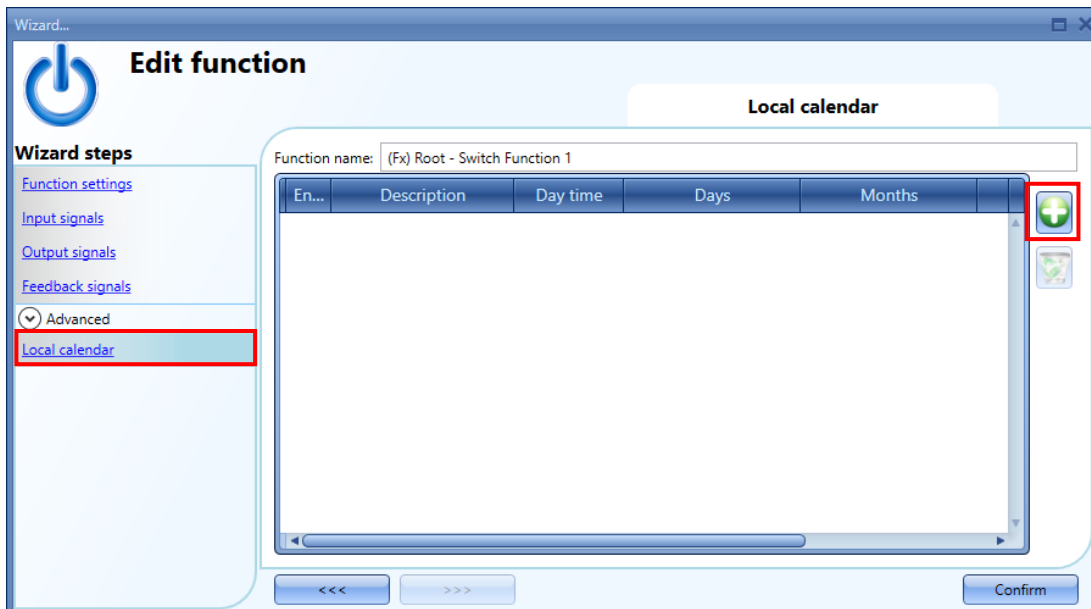 Wizard...
Edit function
Local calendar
Wizard steps
Function settings
Input signals
Output signals
Feedback signals
Advanced
Local calendar
Function name: (Fx) Root - Switch Function 1
En... Description Day time Days Months
<<< >>> Confirm